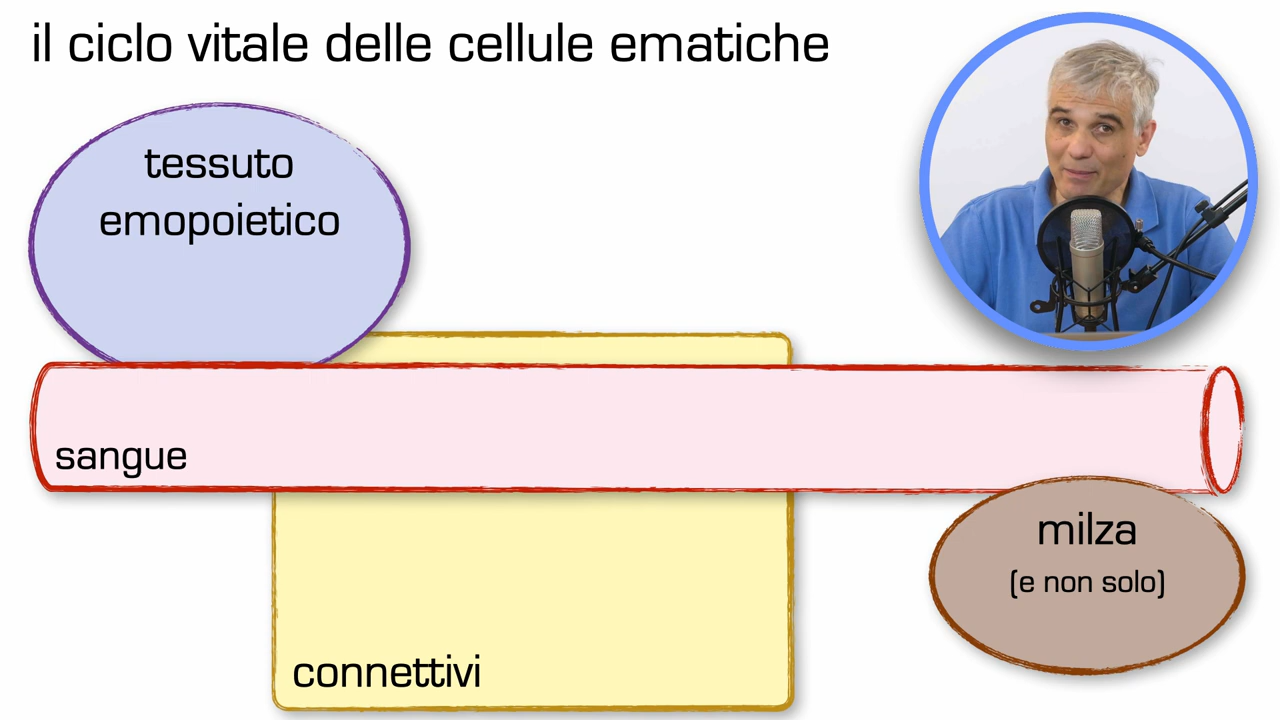 il ciclo vitale delle cellule ematiche
tessuto
emopoietico
sangue
milza
(e non solo)
connettivi